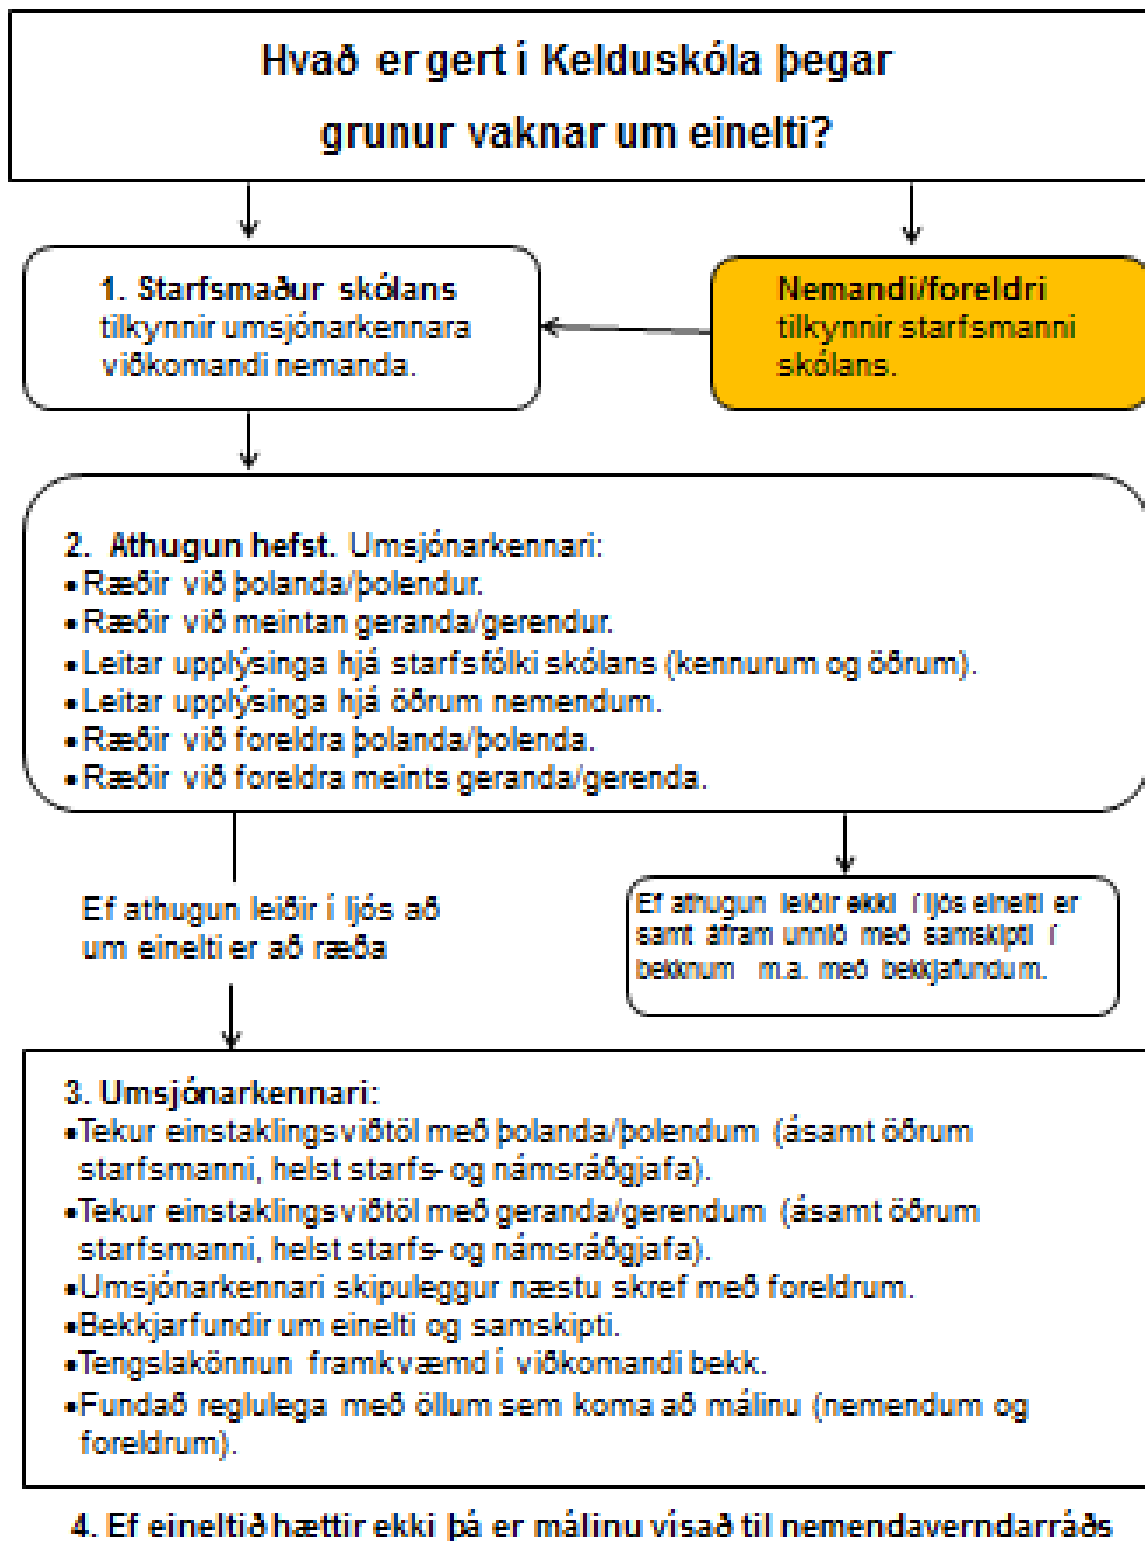 Hvað er gert í Kelduskóla þegar
grunur vaknar um einelti?
1. Starfsmaður skólans
tilkynnir umsjónarkennara
viðkomandi nemanda.
Nemandi/foreldri
tilkynnir starfsmanni
skólans.
2. Athugun hefst. Umsjónarkennari:
•Ræðir við þolanda/þolendur.
•Ræðir við meintan geranda/gerendur.
•Leitar upplýsinga hjá starfsfólki skólans (kennurum og öðrum).
•Leitar upplýsinga hjá öðrum nemendum.
•Ræðir við foreldra þolanda/þolenda.
•Ræðir við foreldra meints geranda/gerenda.
Ef athugun leiðir í ljós að
um einelti er að ræða
Ef athugun leiðir ekki í ljós einelti er
samt áfram unnið með samskipti í
bekknum m.a. með bekkjafundum.
3. Umsjónarkennari:
•Tekur einstaklingsviðtöl með þolanda/þolendum (ásamt öðrum
starfsmanni, helst starfs- og námsráðgjafa).
•Tekur einstaklingsviðtöl með geranda/gerendum (ásamt öðrum
starfsmanni, helst starfs- og námsráðgjafa).
•Umsjónarkennari skipuleggur næstu skref með foreldrum.
•Bekkjarfundir um einelti og samskipti.
•Tengslakönnun framkvæmd í viðkomandi bekk.
•Fundað reglulega með öllum sem koma að málinu (nemendum og
foreldrum).
4. Ef eineltið hættir ekki þá er málinu vísað til nemendaverndarráðs